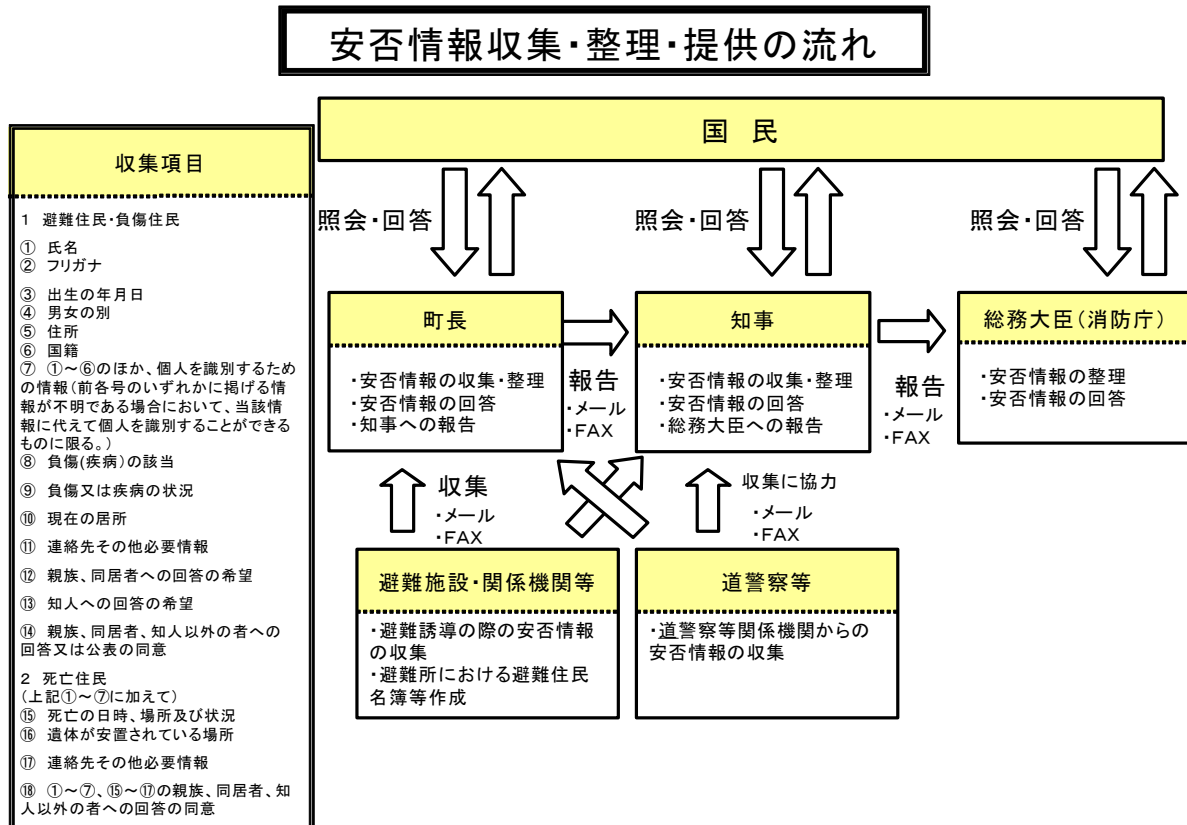 安否情報収集・整理・提供の流れ
国 民
収集項目
1 避難住民・負傷住民
① 氏名
② フリガナ
③ 出生の年月日
④ 男女の別
⑤ 住所
⑥ 国籍
⑦ ①～⑥のほか、個人を識別するため
の情報(前各号のいずれかに掲げる情
報が不明である場合において、当該情
報に代えて個人を識別することができる
ものに限る。)
⑧ 負傷(疾病)の該当
⑨ 負傷又は疾病の状況
⑩ 現在の居所
⑪ 連絡先その他必要情報
⑫ 親族、同居者への回答の希望
⑬ 知人への回答の希望
⑭ 親族、同居者、知人以外の者への
回答又は公表の同意
2 死亡住民
(上記①～⑦に加えて)
⑮ 死亡の日時、場所及び状況
⑯ 遺体が安置されている場所
⑰ 連絡先その他必要情報
⑱ ①～⑦、⑮～⑰の親族、同居者、知
人以外の者への回答の同意
照会・回答
照会・回答
照会・回答
町長
・安否情報の収集・整理
・安否情報の回答
・知事への報告
報告
・メール
・FAX
知事
・安否情報の収集・整理
・安否情報の回答
・総務大臣への報告
報告
・メール
・FAX
総務大臣(消防庁)
・安否情報の整理
・安否情報の回答
収集
・メール
・FAX
収集に協力
・メール
・FAX
避難施設・関係機関等
・避難誘導の際の安否情報
の収集
・避難所における避難住民
名簿等作成
道警察等
・道警察等関係機関からの
安否情報の収集